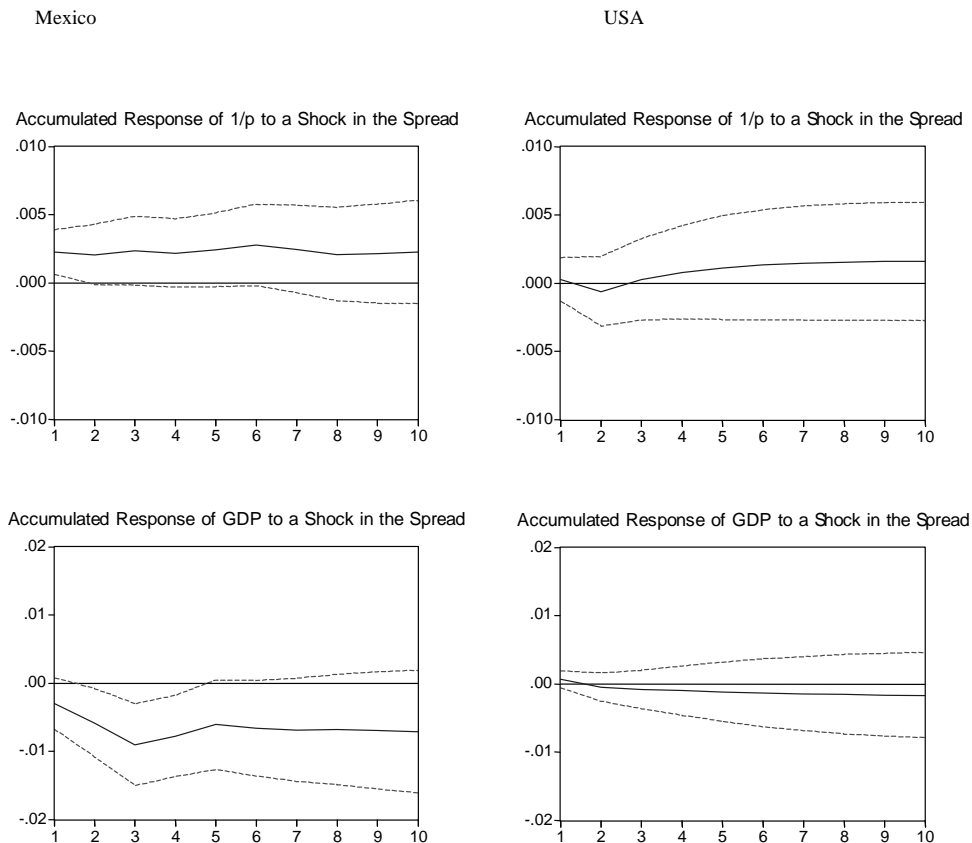 Mexico
USA
Accumulated Response of 1/p to a Shock in the Spread
.010
.005
.000
-.005
-.010
1 2 3 4 5 6 7 8 9 10
Accumulated Response of 1/p to a Shock in the Spread
.010
.005
.000
-.005
-.010
1 2 3 4 5 6 7 8 9 10
Accumulated Response of GDP to a Shock in the Spread
.02
.01
.00
-.01
-.02
1 2 3 4 5 6 7 8 9 10
Accumulated Response of GDP to a Shock in the Spread
.02
.01
.00
-.01
-.02
1 2 3 4 5 6 7 8 9 10